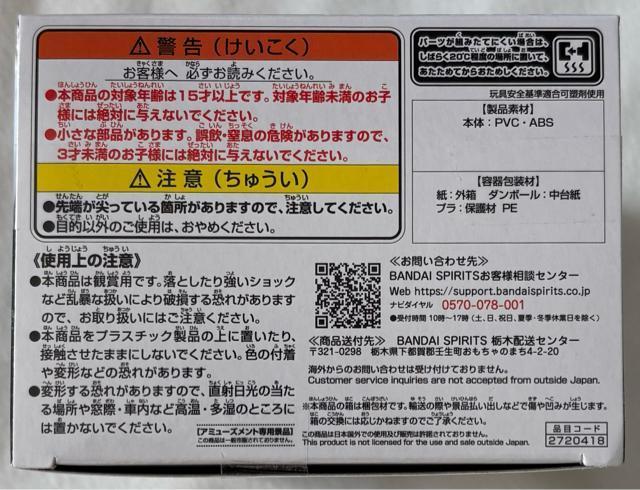 ⚠警告（けいこく）
お客様へ 必ずお読みください。
●本商品の対象年齢は15才以上です。対象年齢未満のお子
様には絶対に与えないでください。
●小さな部品があります。誤飲・窒息の危険がありますので、
3才未満のお子様には絶対に与えないでください。
⚠注意（ちゅうい）
●先端が尖っている箇所がありますので、注意してください。
●目的以外のご使用は、おやめください。
《使用上の注意》
●本商品は観賞用です。落としたり強いショック
など乱暴な扱いにより破損する恐れがあります
ので、お取り扱いにはご注意ください。
●本商品をプラスチック製品の上に置いたり、
接触させたままにしないでください。色の付着
や変形などの恐れがあります。
●変形する恐れがありますので、直射日光の当た
る場所や窓際・車内など高温・多湿のところに
は置かないでください。
【アミューズメント専用景品】
この商品は一般市販されておりません。
パーツが組みたてにくい場合は、
しばらく20℃程度の場所に置いて、
あたためてからおためしください。
玩具安全基準適合可塑剤使用
【製品素材】
本体：PVC・ABS
【容器包装材】
紙：外箱 ダンボール：中台紙
プラ：保護材 PE
≪お問い合わせ先≫
BANDAI SPIRITSお客様相談センター
Web https://support.bandaispirits.co.jp
ナビダイヤル 0570-078-001
●受付時間 10時〜17時（土、日、祝日、夏季・冬季休業日を除く）
≪商品送付先≫ BANDAI SPIRITS 栃木配送センター
〒321-0298 栃木県下都賀郡壬生町おもちゃのまち4-2-20
海外からのお問い合わせは受け付けておりません。
Customer service inquiries are not accepted from outside Japan.
※本商品の箱は梱包材です。輸送の際や景品払い出しなどで傷や凹みが生じます。
箱の交換には応じかねますのでご了承ください。
この商品は日本国外での使用及び販売は許諾されておりません。
This product is not licensed for the use and sale outside Japan.
品目コード
2720418